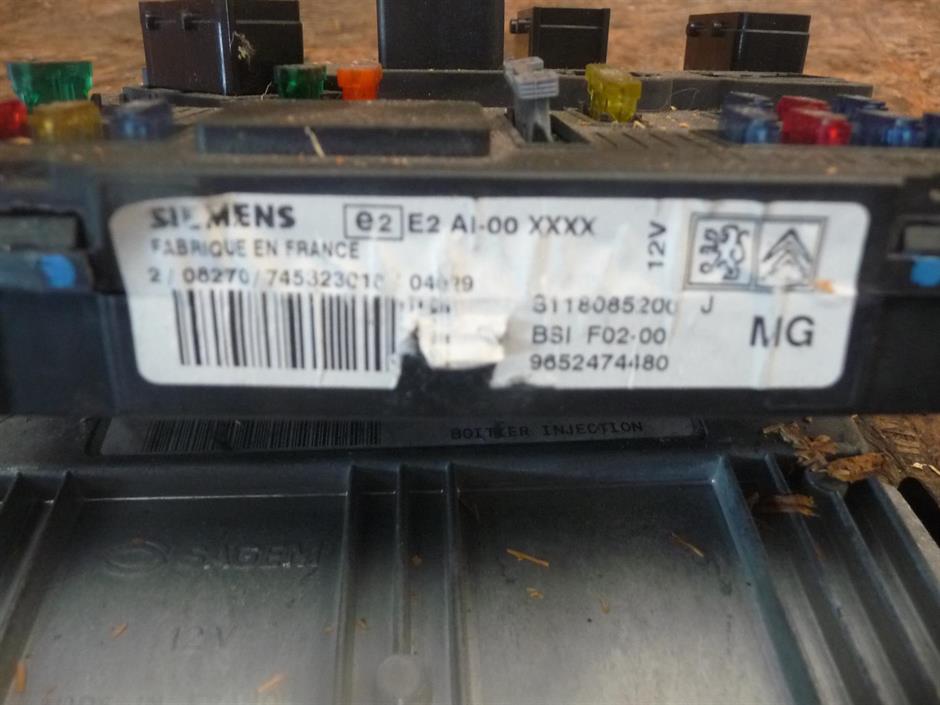 SIEMENS e2 E2 AI-00 XXXX
FABRIQUE EN FRANCE
12V
S118085200 J
BSI F02-00
MG
9652474480
BOITIER INJECTION
SAGEM
12V